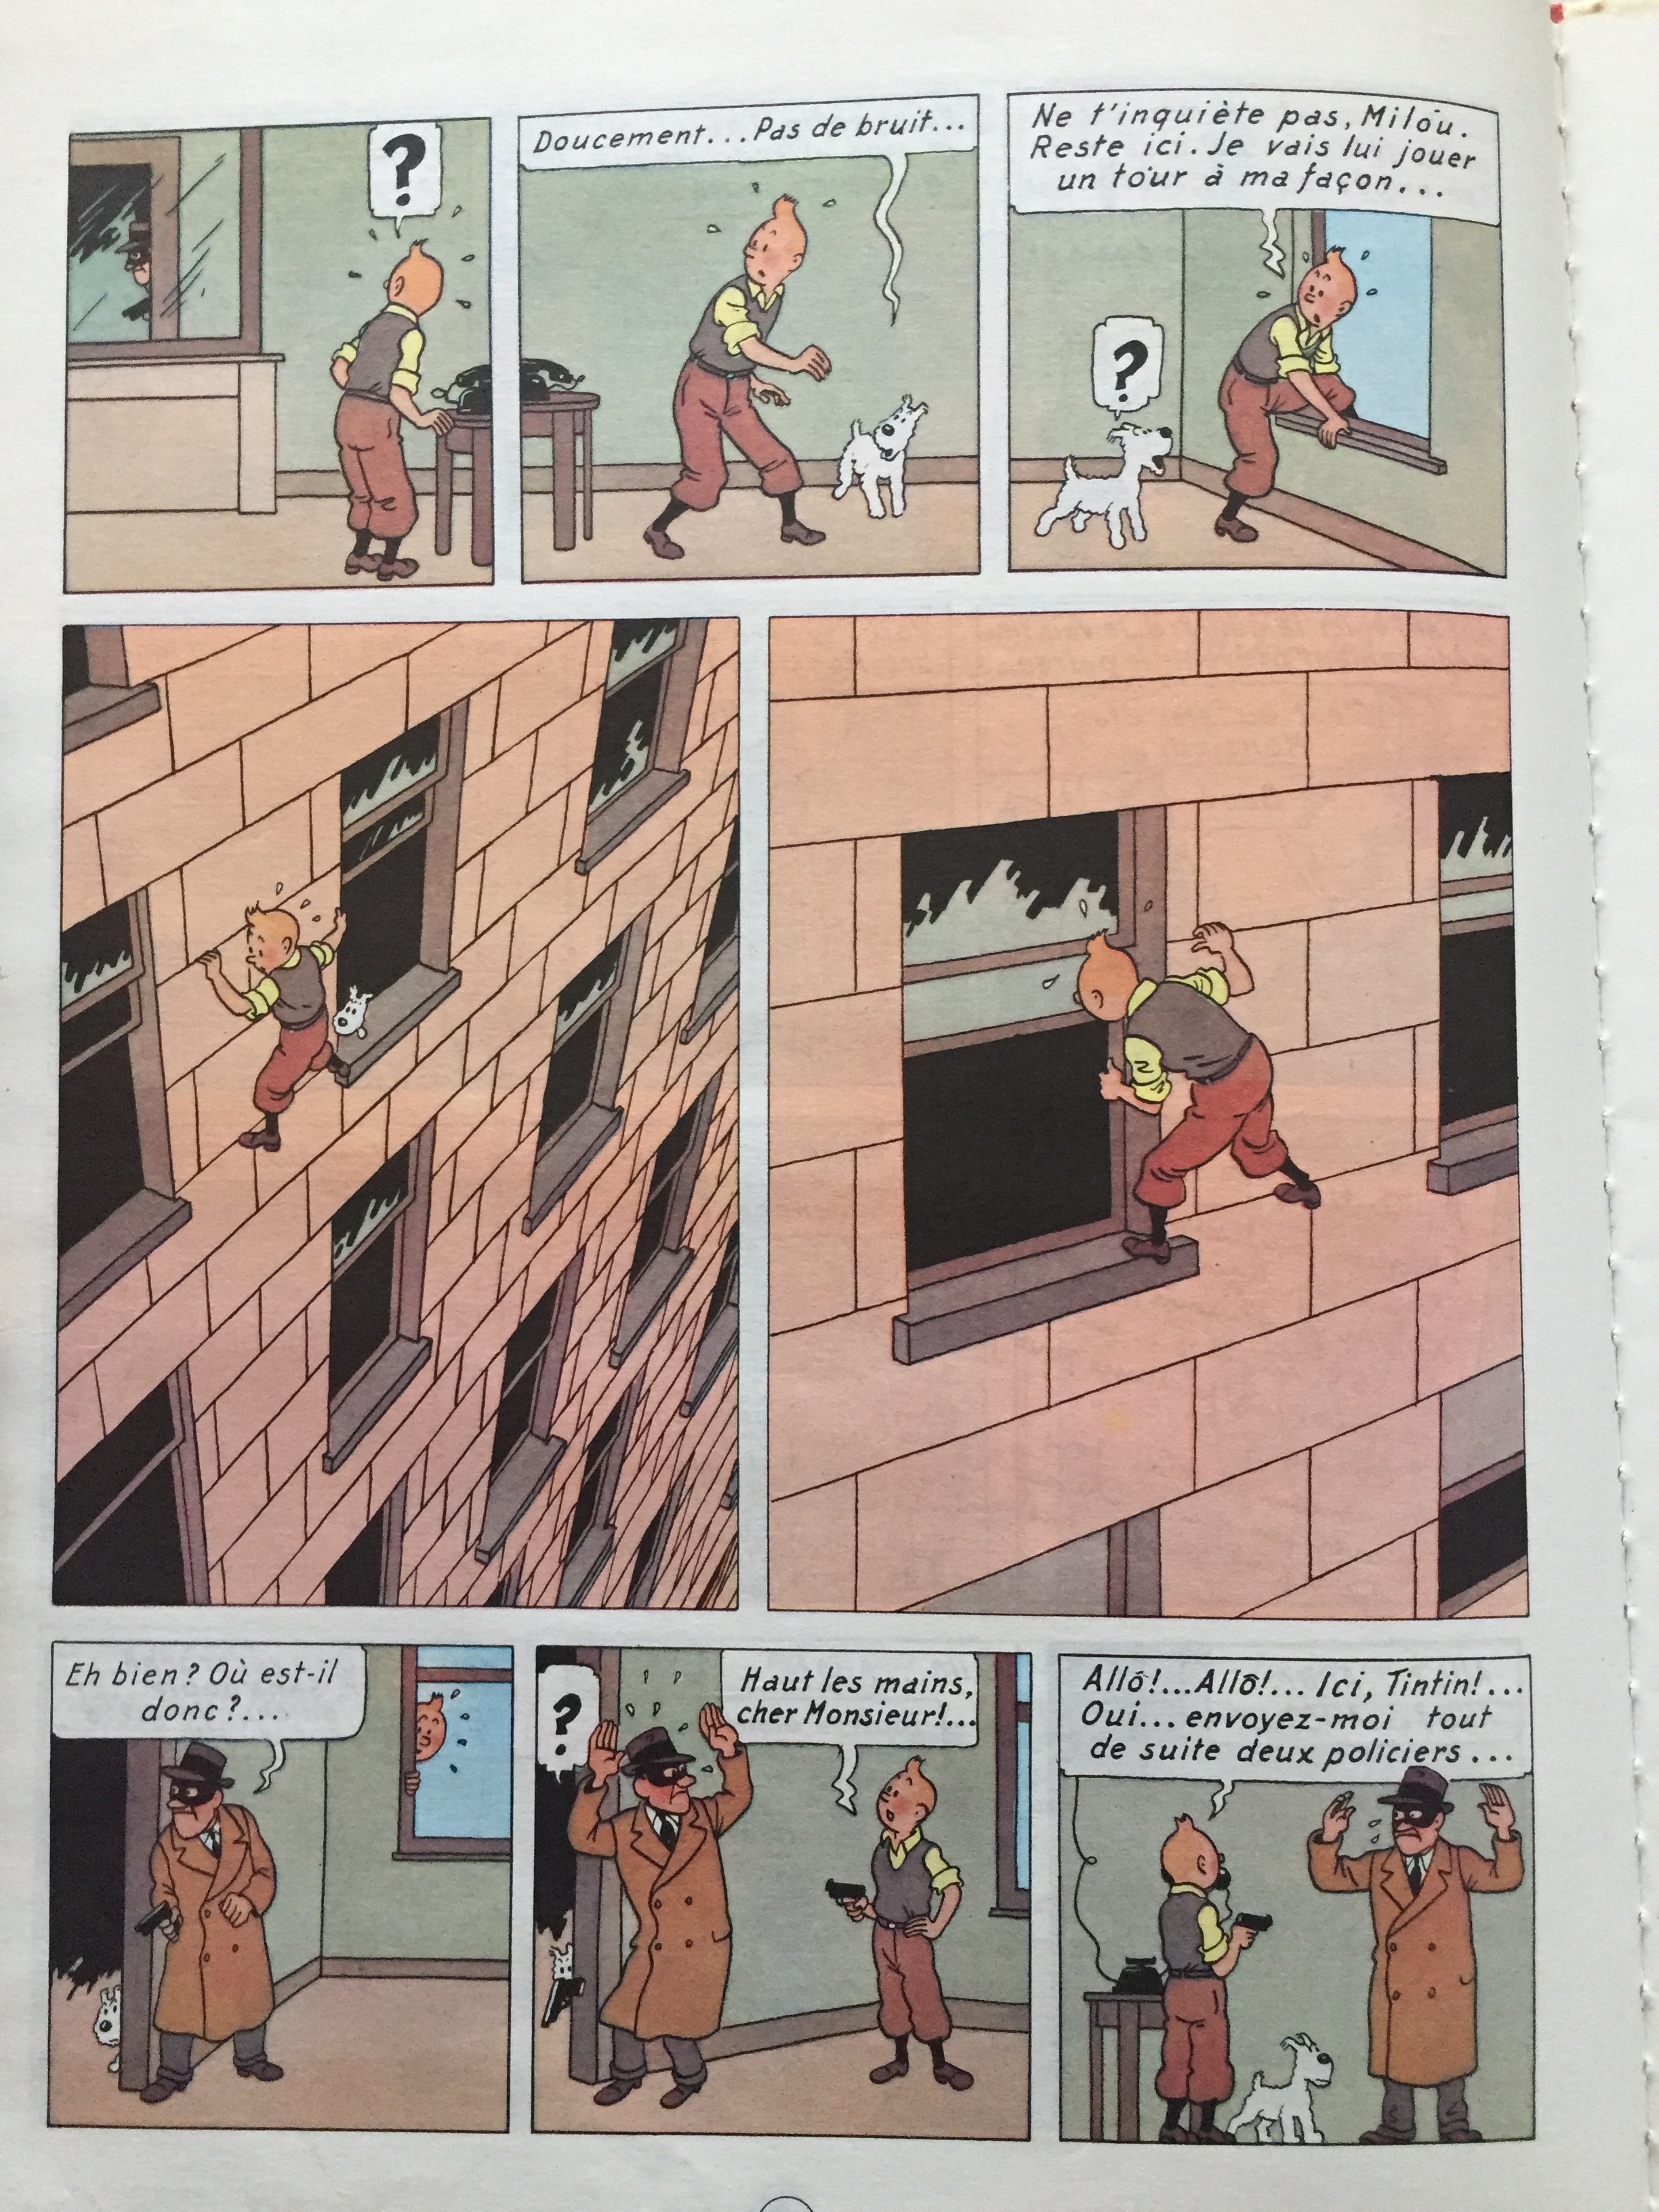 ?
Doucement...Pas de bruit...
Ne t'inquiète pas, Milou.
Reste ici. Je vais lui jouer
un tour à ma façon...
?
Eh bien? Où est-il
donc?...
?
Haut les mains,
cher Monsieur!...
Allô!...Allô!... Ici, Tintin!...
Oui... envoyez-moi tout
de suite deux policiers...